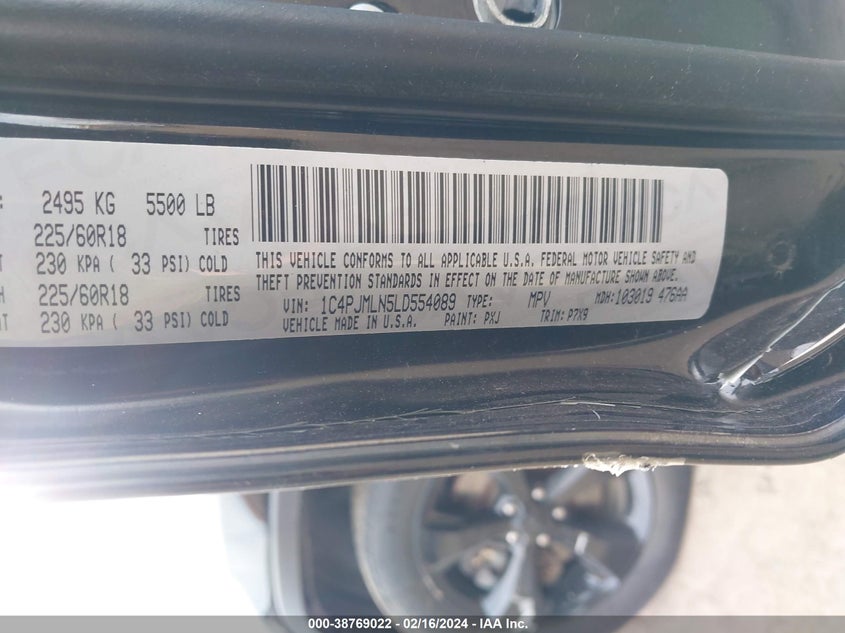 2495 KG 5500 LB
225/60R18 TIRES
230 KPA ( 33 PSI) COLD
225/60R18 TIRES
230 KPA ( 33 PSI) COLD
THIS VEHICLE CONFORMS TO ALL APPLICABLE U.S.A. FEDERAL MOTOR VEHICLE SAFETY AND
THEFT PREVENTION STANDARDS IN EFFECT ON THE DATE OF MANUFACTURE SHOWN ABOVE.
VIN: 1C4PJMLN5LD554089 TYPE: MPV MDH: 103019 476AA
VEHICLE MADE IN U.S.A. PAINT: PXJ TRIM: P7X9
000-38769022 - 02/16/2024 - IAA Inc.